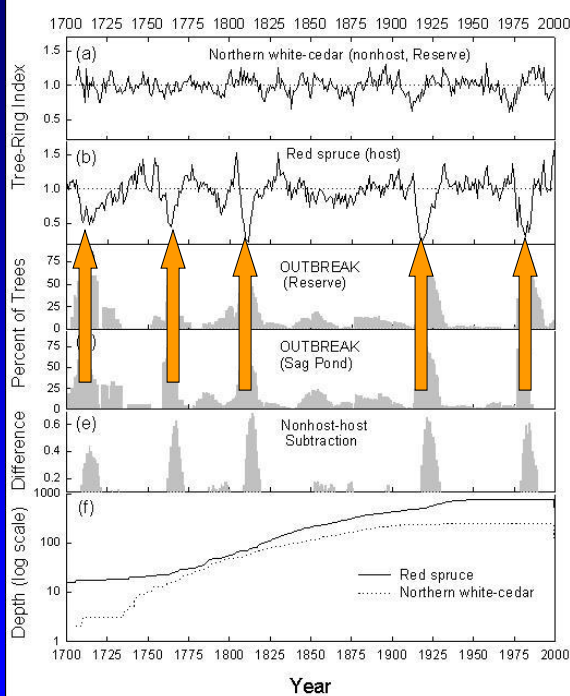 1700 1725 1750 1775 1800 1825 1850 1875 1900 1925 1950 1975 2000
Tree-Ring Index
1.5
1.0
0.5
(a)
Northern white-cedar (nonhost, Reserve)
1.5
1.0
0.5
(b)
Red spruce (host)
Percent of Trees
75
50
25
0
OUTBREAK
(Reserve)
75
50
25
0
OUTBREAK
(Sag Pond)
Difference
0.6
0.4
0.2
(e)
Nonhost-host
Subtraction
Depth (log scale)
1000
100
10
1
(f)
Red spruce
Northern white-cedar
1700 1725 1750 1775 1800 1825 1850 1875 1900 1925 1950 1975 2000
Year